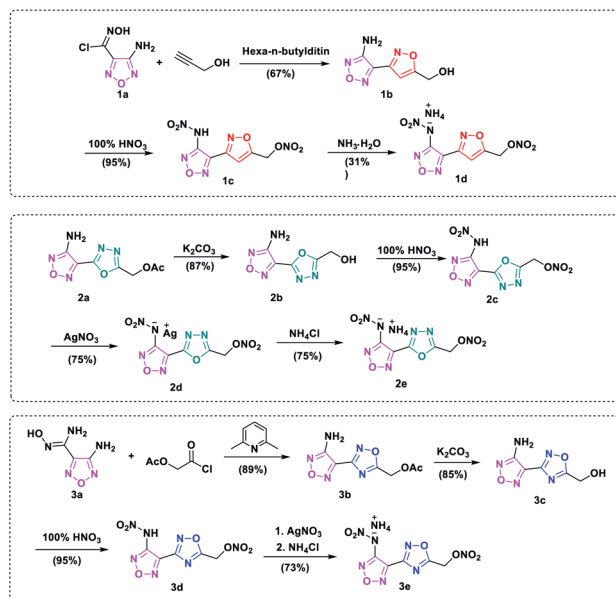 NOH
Cl
NH₂
N
O
N
1a
+
OH
Hexa-n-butylditin
(67%)
NH₂
N
O
N
N
O
OH
1b
100% HNO₃
(95%)
O₂N
NH
N
O
N
N
O
ONO₂
1c
NH₃·H₂O
(31%
)
+
NH₄
O₂N
N
−
N
O
N
N
O
ONO₂
1d
NH₂
N
O
N
N
N
O
OAc
2a
K₂CO₃
(87%)
NH₂
N
O
N
O
N
N
OH
2b
100% HNO₃
(95%)
O₂N
NH
N
O
N
O
N
N
ONO₂
2c
AgNO₃
(75%)
O₂N
−
N
+
Ag
N
O
N
N
N
O
ONO₂
2d
NH₄Cl
(75%)
O₂N
−
N
+
NH₄
N
O
N
N
N
O
ONO₂
2e
HO
N
NH₂
NH₂
N
O
N
3a
+
AcO
O
Cl
N
(89%)
NH₂
N
O
N
N
O
N
OAc
3b
K₂CO₃
(85%)
NH₂
N
O
N
N
O
N
OH
3c
100% HNO₃
(95%)
O₂N
NH
N
O
N
N
O
N
ONO₂
3d
1. AgNO₃
2. NH₄Cl
(73%)
+
NH₄
O₂N
N
−
N
O
N
N
O
N
ONO₂
3e